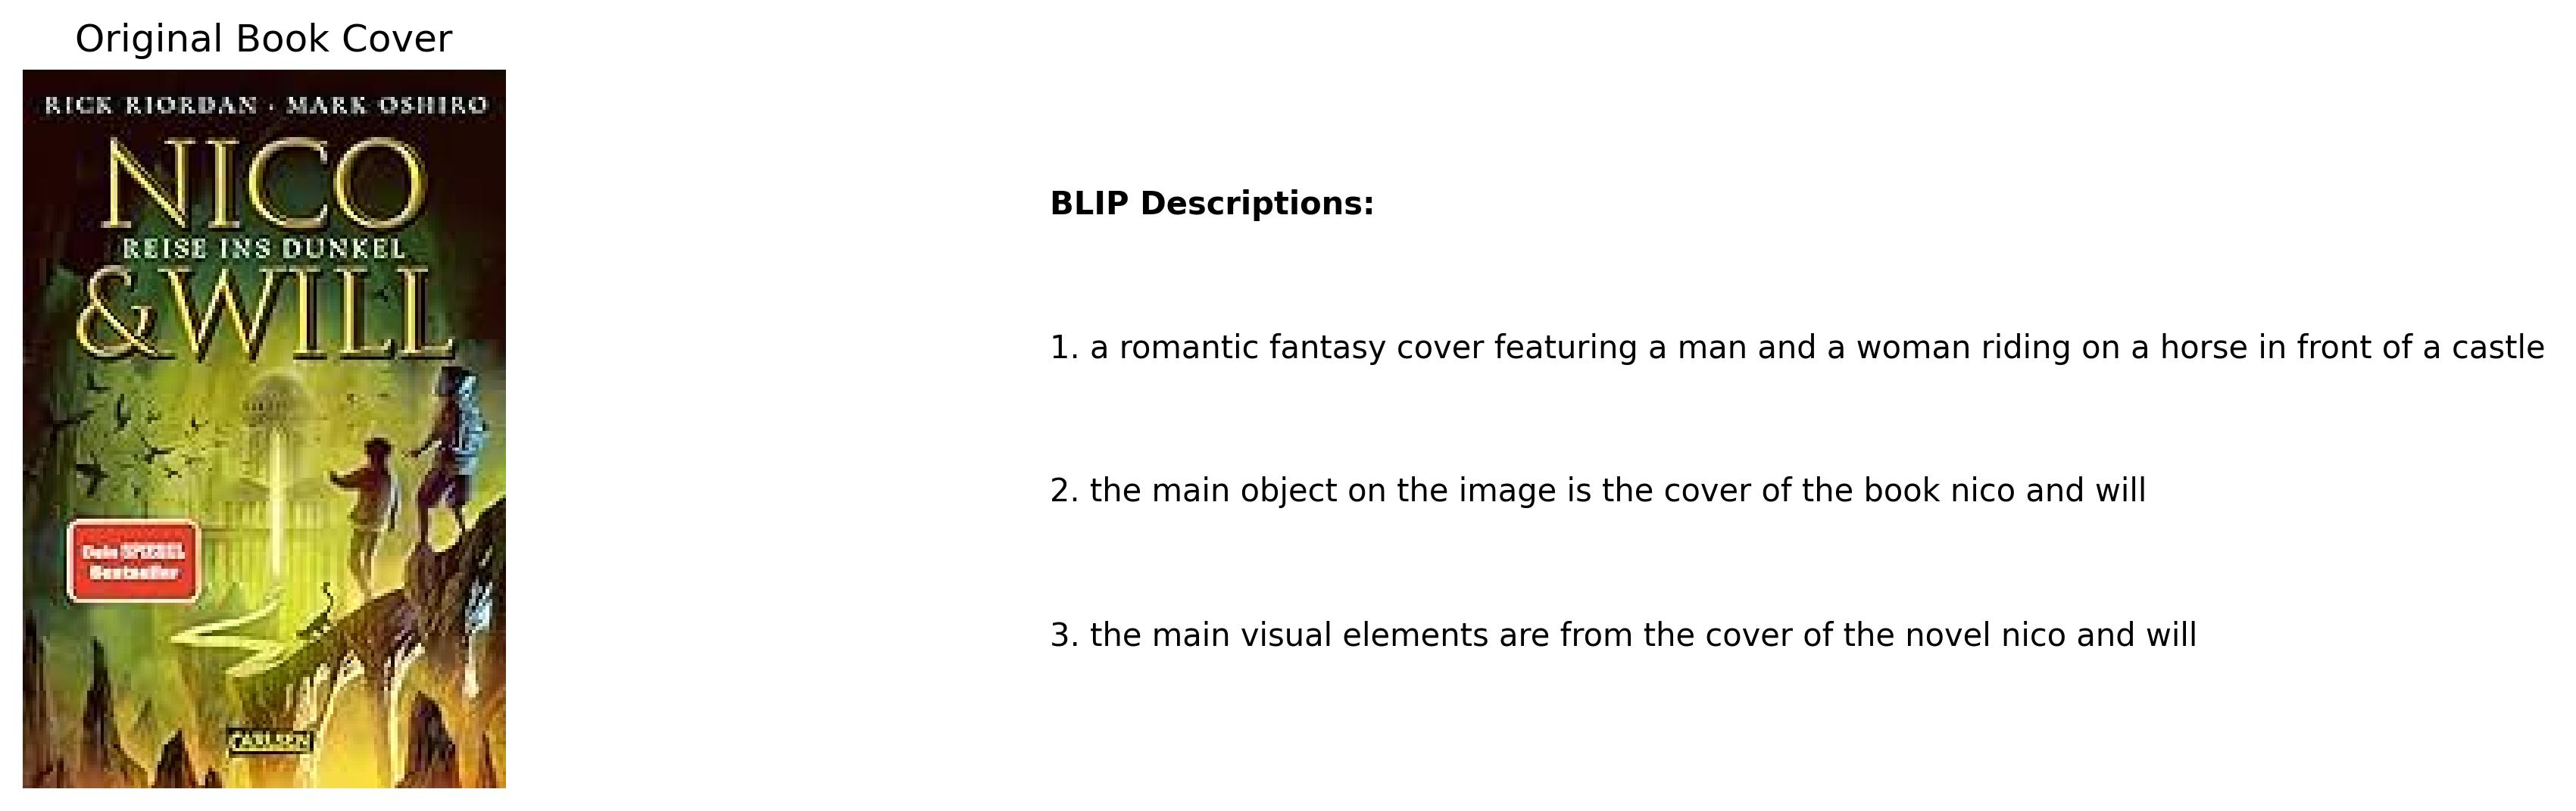 Original Book Cover
RICK RIORDAN · MARK OSHIRO
NICO
REISE INS DUNKEL
& WILL
Dein SPIEGEL
Bestseller
CARLSEN
BLIP Descriptions:
1. a romantic fantasy cover featuring a man and a woman riding on a horse in front of a castle
2. the main object on the image is the cover of the book nico and will
3. the main visual elements are from the cover of the novel nico and will